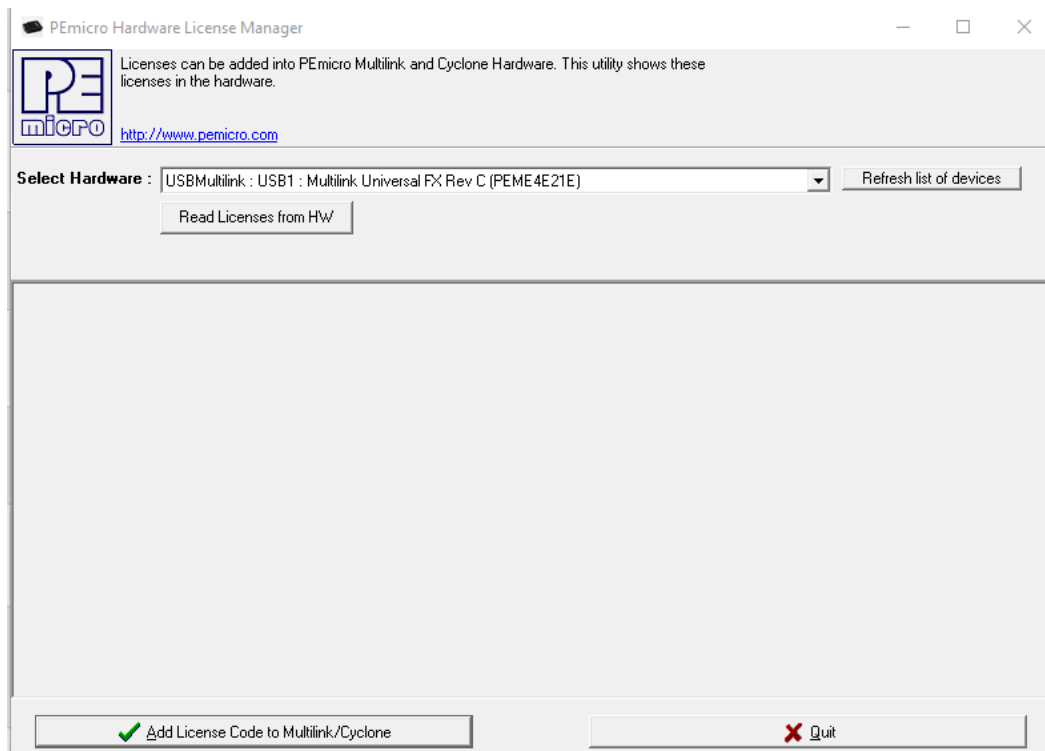 PEmicro Hardware License Manager
PE
micro
Licenses can be added into PEmicro Multilink and Cyclone Hardware. This utility shows these
licenses in the hardware.
http://www.pemicro.com
Select Hardware : USBMultilink : USB1 : Multilink Universal FX Rev C (PEME4E21E) Refresh list of devices
Read Licenses from HW
Add License Code to Multilink/Cyclone Quit